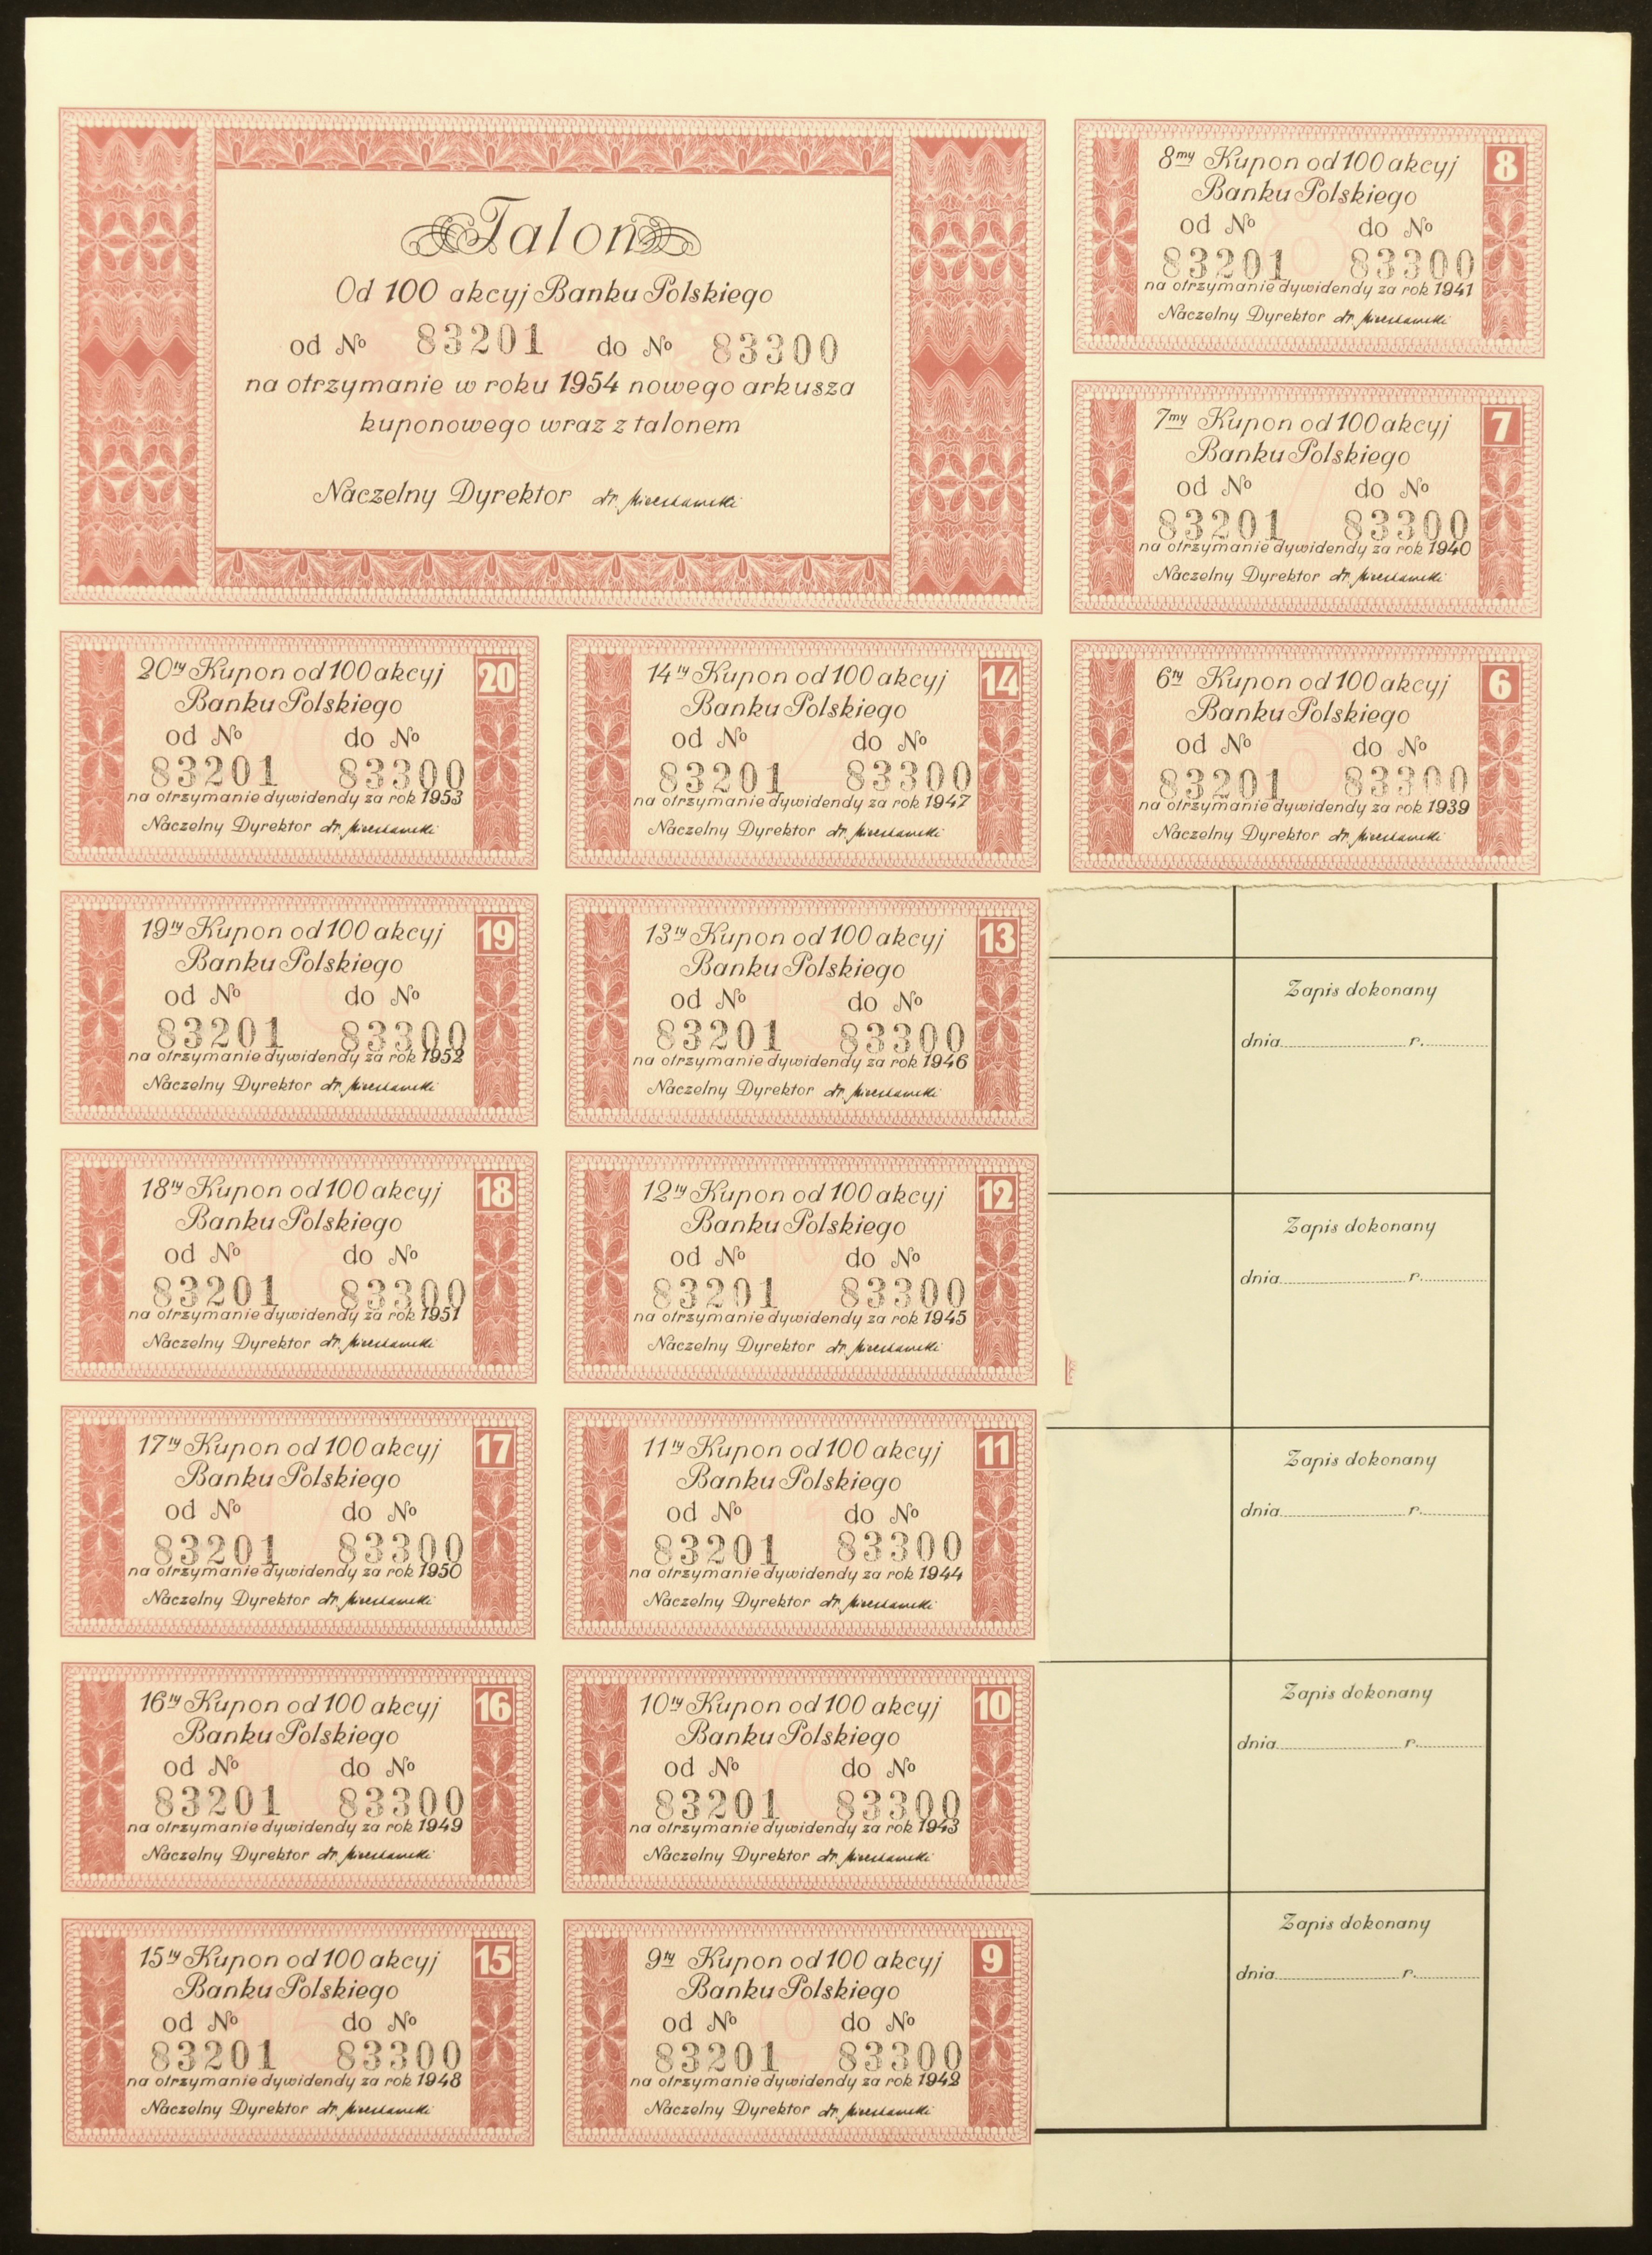 Talon
Od 100 akcyj Banku Polskiego
od № 83201 do № 83300
na otrzymanie w roku 1954 nowego arkusza
kuponowego wraz z talonem
Naczelny Dyrektor dr.
8my Kupon od 100 akcyj 8
Banku Polskiego
od № do №
83201 83300
na otrzymanie dywidendy za rok 1941
Naczelny Dyrektor dr.
7my Kupon od 100 akcyj 7
Banku Polskiego
od № do №
83201 83300
na otrzymanie dywidendy za rok 1940
Naczelny Dyrektor dr.
20ty Kupon od 100 akcyj 20
Banku Polskiego
od № do №
83201 83300
na otrzymanie dywidendy za rok 1953
Naczelny Dyrektor dr.
14ty Kupon od 100 akcyj 14
Banku Polskiego
od № do №
83201 83300
na otrzymanie dywidendy za rok 1947
Naczelny Dyrektor dr.
6ty Kupon od 100 akcyj 6
Banku Polskiego
od № do №
83201 83300
na otrzymanie dywidendy za rok 1939
Naczelny Dyrektor dr.
19ty Kupon od 100 akcyj 19
Banku Polskiego
od № do №
83201 83300
na otrzymanie dywidendy za rok 1952
Naczelny Dyrektor dr.
13ty Kupon od 100 akcyj 13
Banku Polskiego
od № do №
83201 83300
na otrzymanie dywidendy za rok 1946
Naczelny Dyrektor dr.
Zapis dokonany
dnia r.
18ty Kupon od 100 akcyj 18
Banku Polskiego
od № do №
83201 83300
na otrzymanie dywidendy za rok 1951
Naczelny Dyrektor dr.
12ty Kupon od 100 akcyj 12
Banku Polskiego
od № do №
83201 83300
na otrzymanie dywidendy za rok 1945
Naczelny Dyrektor dr.
Zapis dokonany
dnia r.
17ty Kupon od 100 akcyj 17
Banku Polskiego
od № do №
83201 83300
na otrzymanie dywidendy za rok 1950
Naczelny Dyrektor dr.
11ty Kupon od 100 akcyj 11
Banku Polskiego
od № do №
83201 83300
na otrzymanie dywidendy za rok 1944
Naczelny Dyrektor dr.
Zapis dokonany
dnia r.
16ty Kupon od 100 akcyj 16
Banku Polskiego
od № do №
83201 83300
na otrzymanie dywidendy za rok 1949
Naczelny Dyrektor dr.
10ty Kupon od 100 akcyj 10
Banku Polskiego
od № do №
83201 83300
na otrzymanie dywidendy za rok 1943
Naczelny Dyrektor dr.
Zapis dokonany
dnia r.
15ty Kupon od 100 akcyj 15
Banku Polskiego
od № do №
83201 83300
na otrzymanie dywidendy za rok 1948
Naczelny Dyrektor dr.
9ty Kupon od 100 akcyj 9
Banku Polskiego
od № do №
83201 83300
na otrzymanie dywidendy za rok 1942
Naczelny Dyrektor dr.
Zapis dokonany
dnia r.